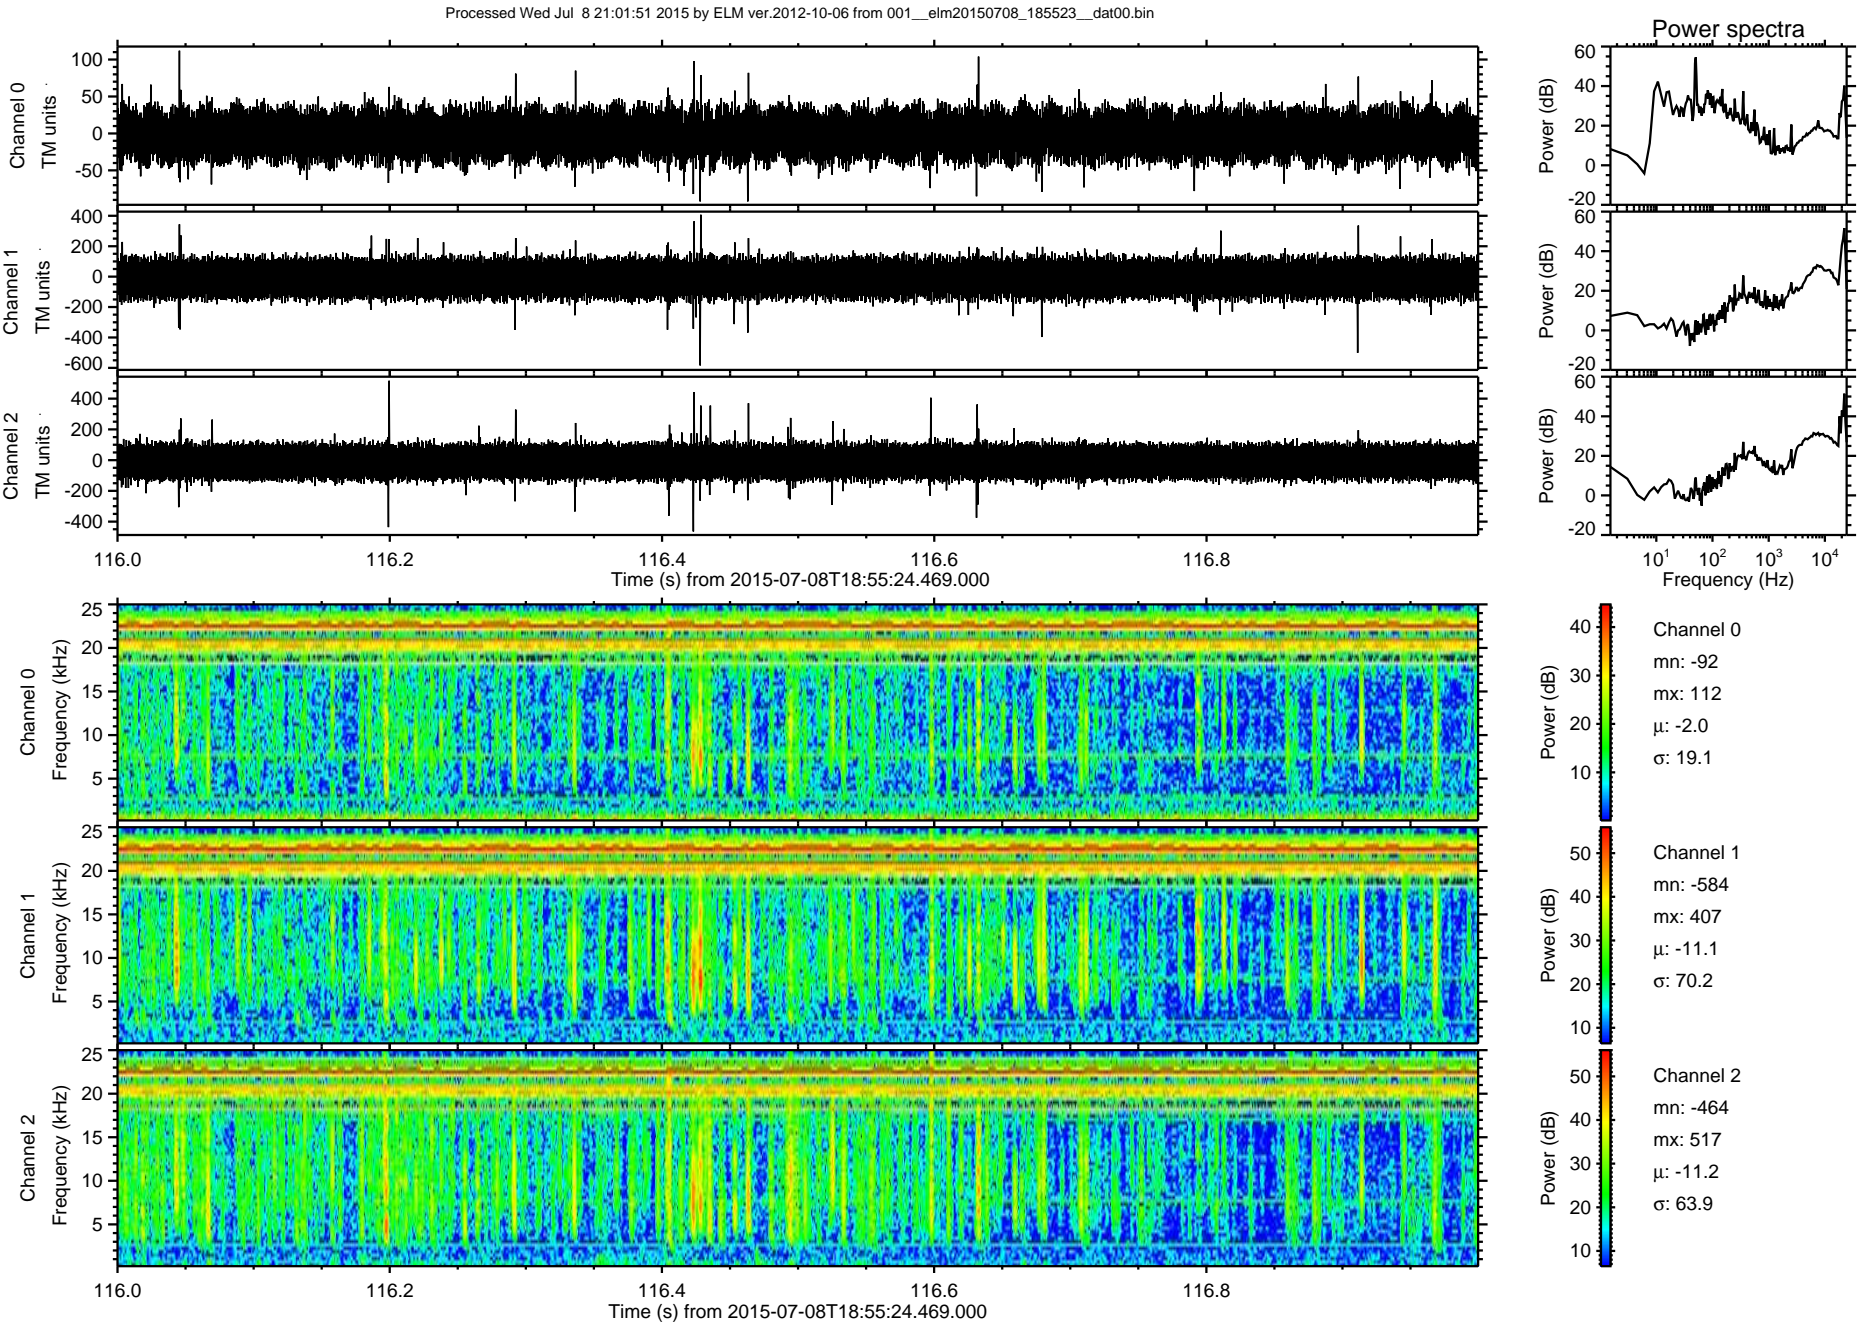 Processed Wed Jul  8 21:01:51 2015 by ELM ver.2012-10-06 from 001__elm20150708_185523__dat00.bin
Power spectra
Channel 0
TM units
100
50
0
-50
Power (dB)
60
40
20
0
-20
Channel 1
TM units
400
200
0
-200
-400
-600
Power (dB)
60
40
20
0
-20
Channel 2
TM units
400
200
0
-200
-400
Power (dB)
60
40
20
0
-20
116.0 116.2 116.4 116.6 116.8
Time (s) from 2015-07-08T18:55:24.469.000
10¹ 10² 10³ 10⁴
Frequency (Hz)
Channel 0
Frequency (kHz)
25
20
15
10
5
Power (dB)
40
30
20
10
Channel 0
mn: -92
mx: 112
μ: -2.0
σ: 19.1
Channel 1
Frequency (kHz)
25
20
15
10
5
Power (dB)
50
40
30
20
10
Channel 1
mn: -584
mx: 407
μ: -11.1
σ: 70.2
Channel 2
Frequency (kHz)
25
20
15
10
5
Power (dB)
50
40
30
20
10
Channel 2
mn: -464
mx: 517
μ: -11.2
σ: 63.9
116.0 116.2 116.4 116.6 116.8
Time (s) from 2015-07-08T18:55:24.469.000